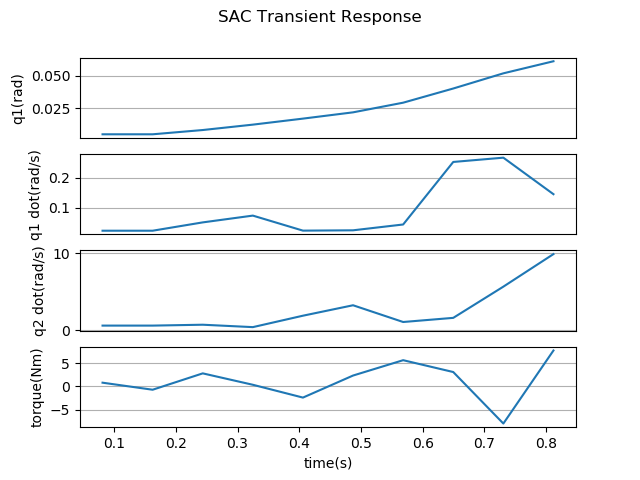 SAC Transient Response
q1(rad)
0.050
0.025
q1 dot(rad/s)
0.2
0.1
q2 dot(rad/s)
10
0
torque(Nm)
5
0
−5
0.1 0.2 0.3 0.4 0.5 0.6 0.7 0.8
time(s)